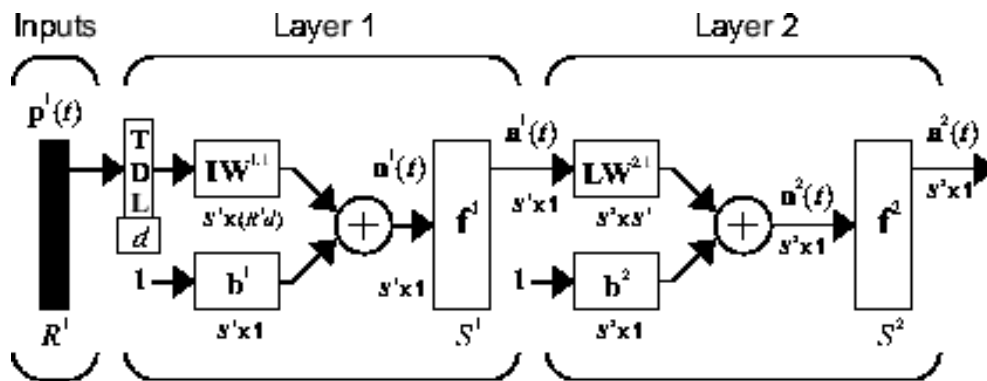 Inputs
Layer 1
Layer 2
p¹(t)
TDL
d
IW¹·¹
S¹x(R¹d)
1
b¹
S¹x1
n¹(t)
S¹x1
f¹
a¹(t)
S¹x1
LW²·¹
S²xS¹
1
b²
S²x1
n²(t)
S²x1
f²
a²(t)
S²x1
R¹
S¹
S²